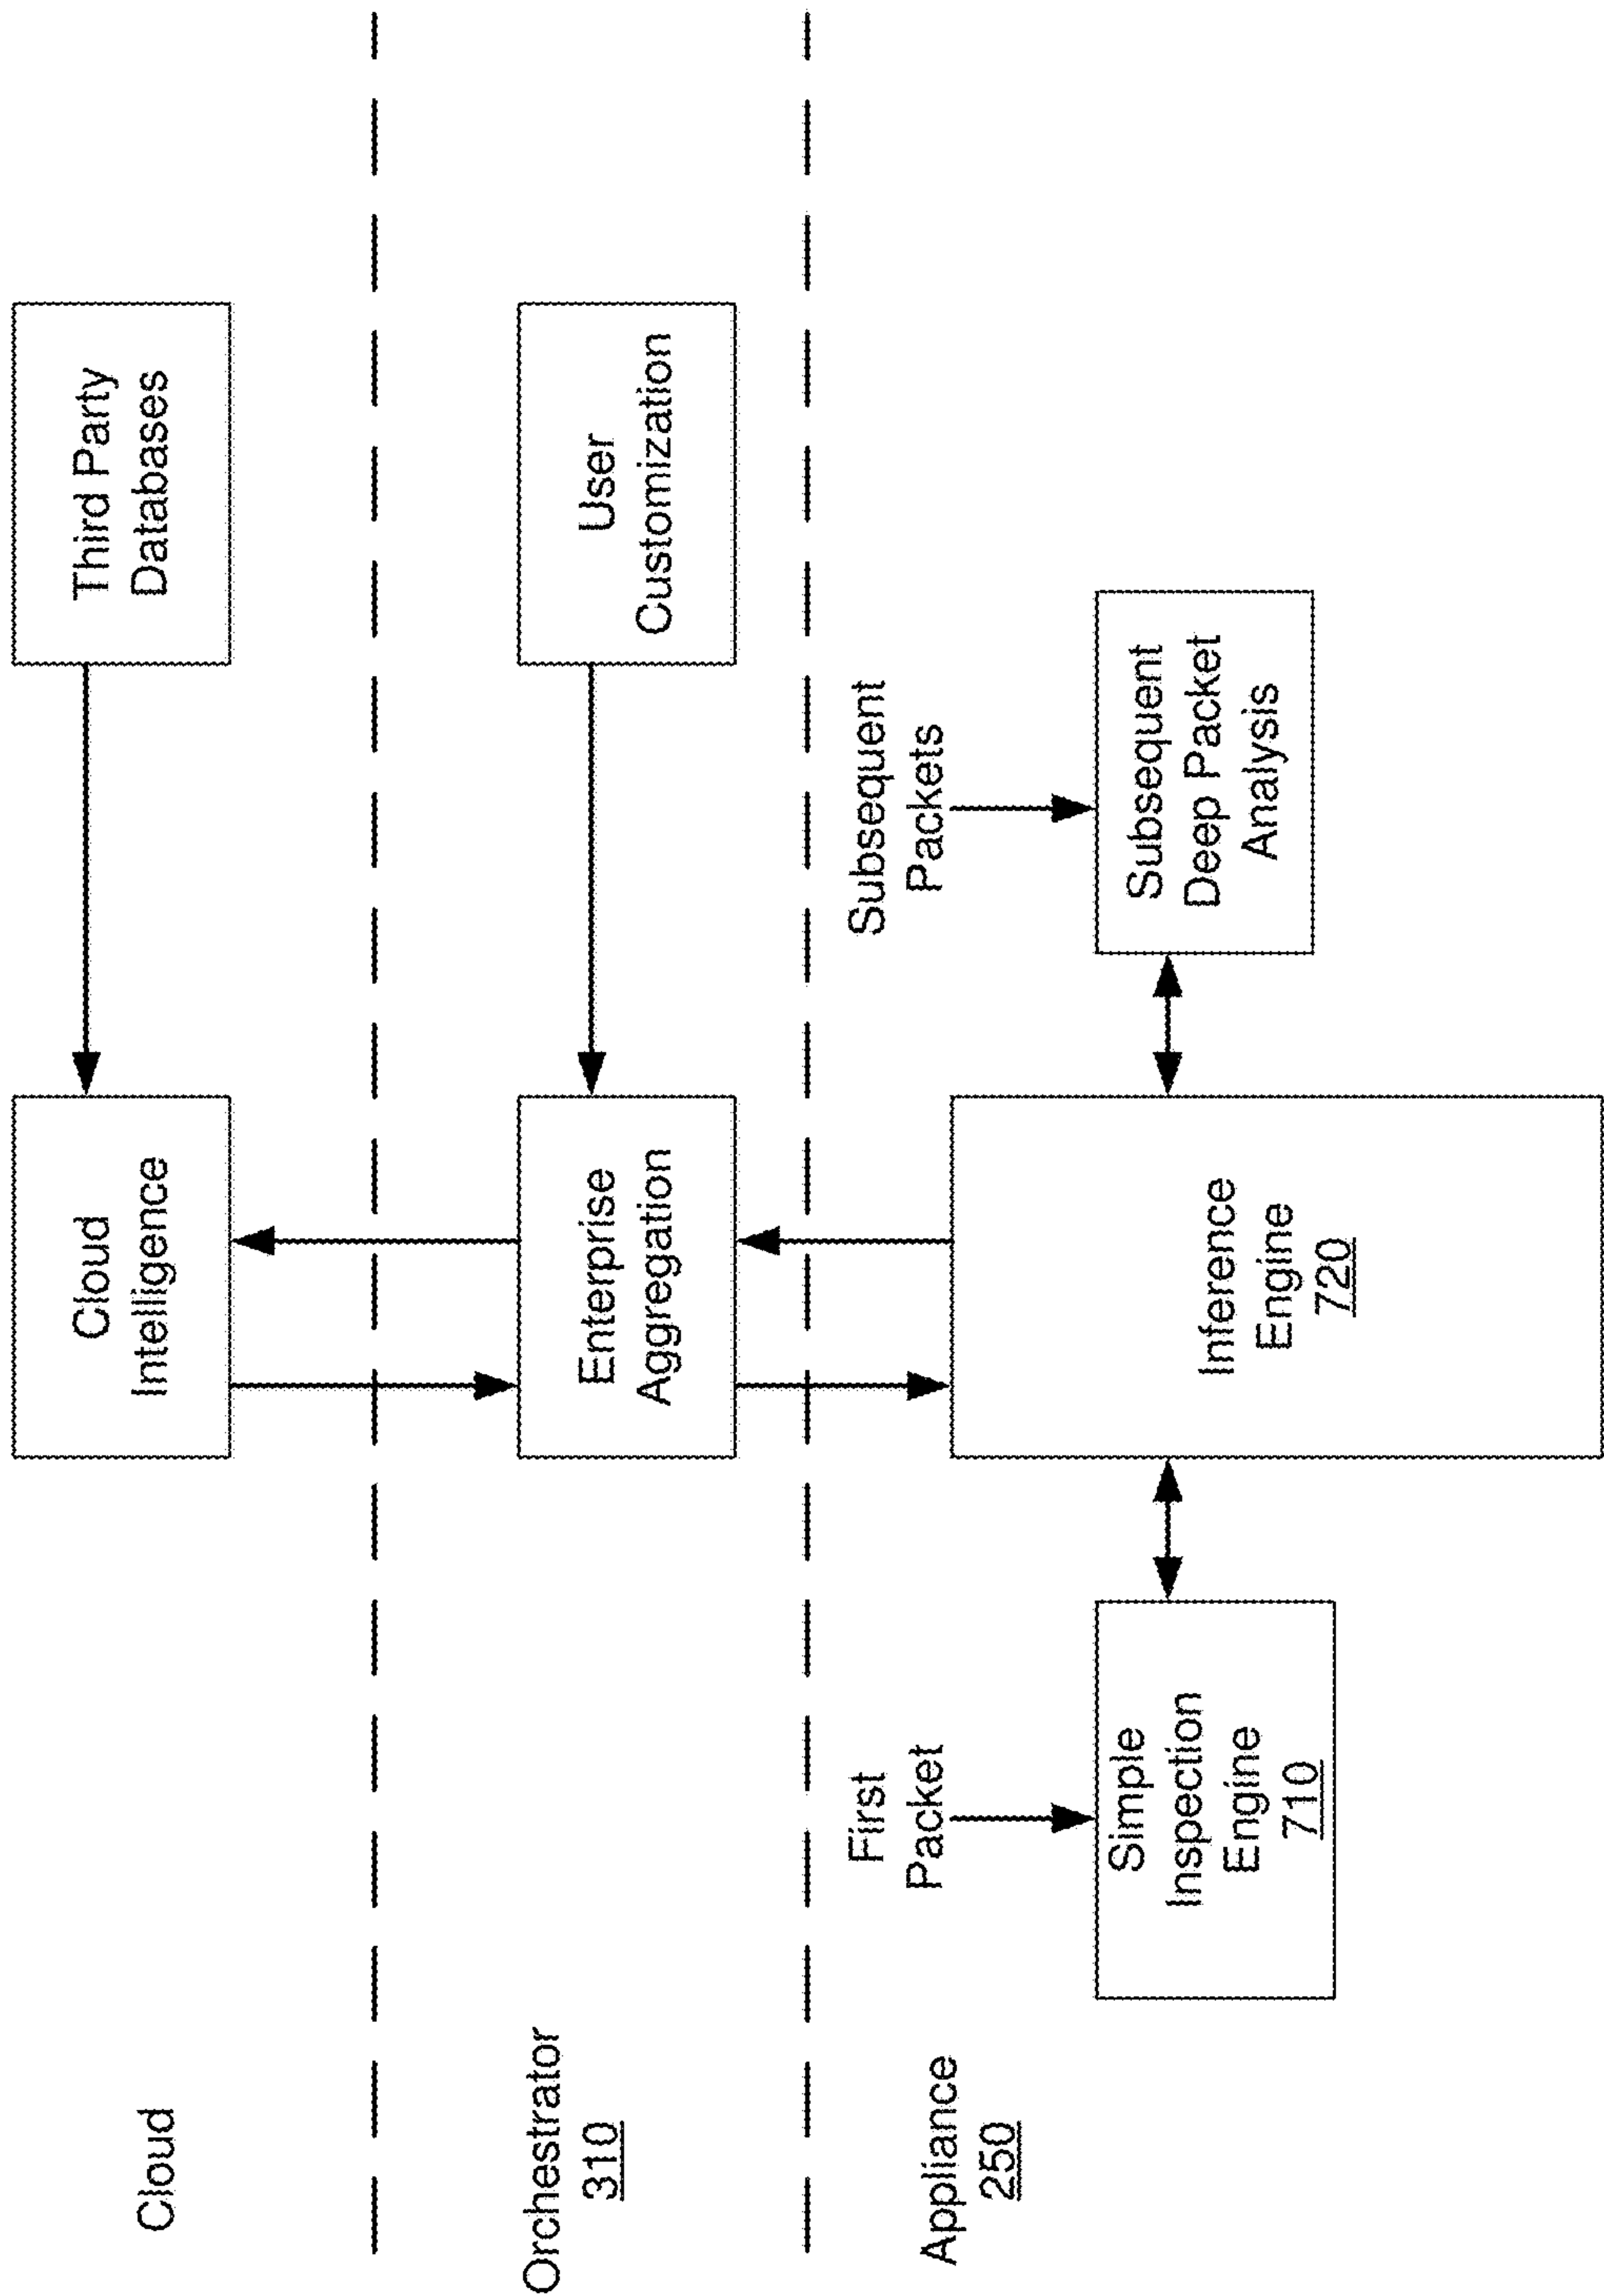 Cloud
Cloud
Intelligence
Third Party
Databases
Orchestrator
310
Enterprise
Aggregation
User
Customization
Appliance
250
First
Packet
Simple
Inspection
Engine
710
Inference
Engine
720
Subsequent
Packets
Subsequent
Deep Packet
Analysis